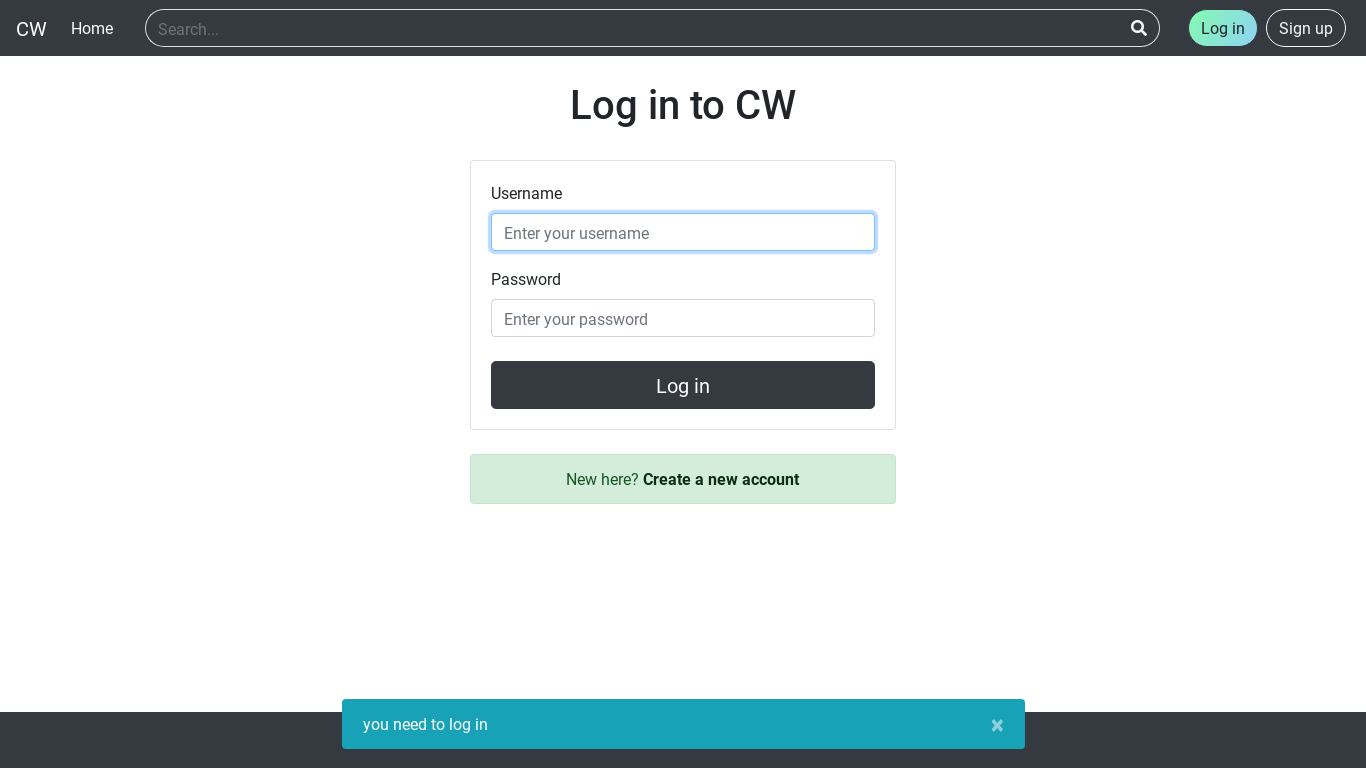 CW Home Search... Log in Sign up
Log in to CW
Username
Enter your username
Password
Enter your password
Log in
New here? Create a new account
you need to log in ×